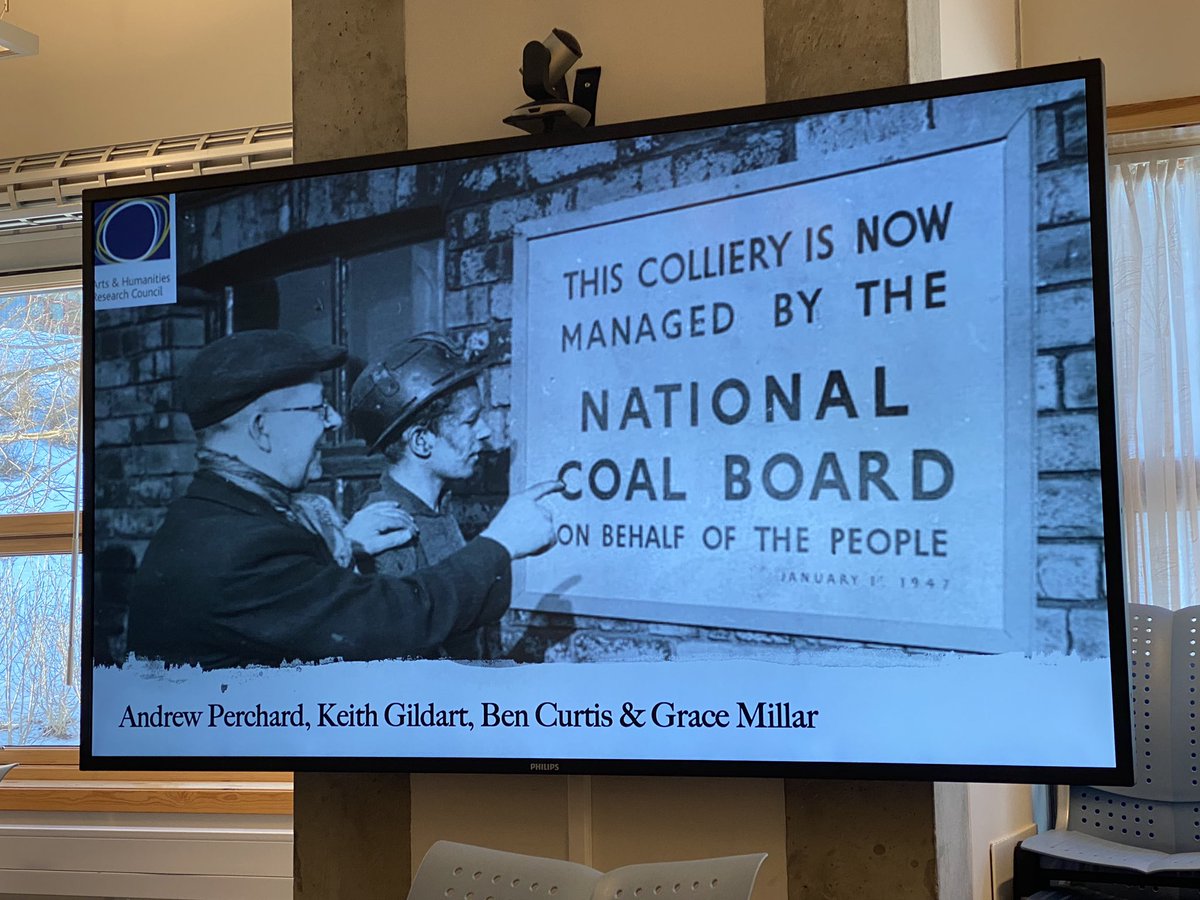 Arts & Humanities
Research Council
THIS COLLIERY IS NOW
MANAGED BY THE
NATIONAL
COAL BOARD
ON BEHALF OF THE PEOPLE
JANUARY 1ˢᵗ 1947
Andrew Perchard, Keith Gildart, Ben Curtis & Grace Millar
PHILIPS